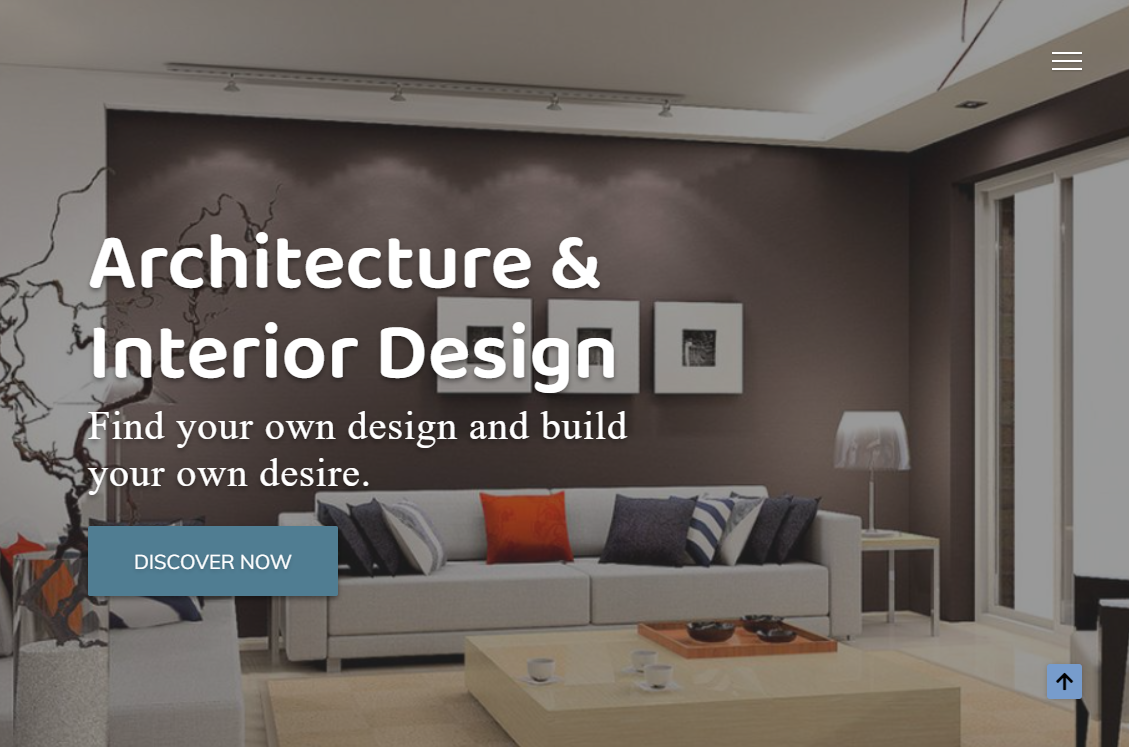 Architecture &
Interior Design
Find your own design and build
your own desire.
DISCOVER NOW